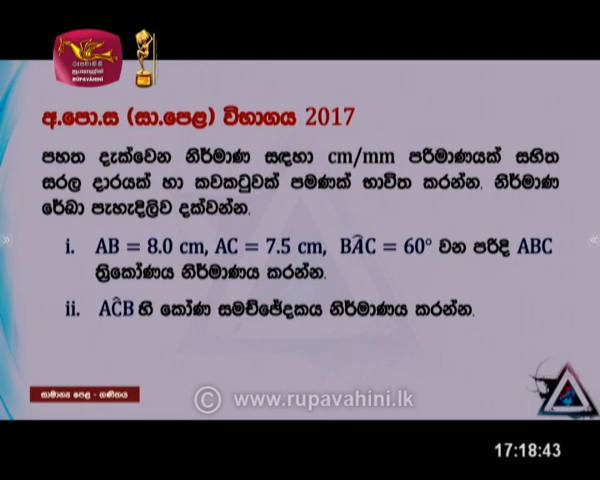 රූපවාහිනී
RUPAVAHINI
අ.පො.ස (සා.පෙළ) විභාගය 2017
පහත දැක්වෙන නිර්මාණ සඳහා cm/mm පරිමාණයක් සහිත
සරල දාරයක් හා කවකටුවක් පමණක් භාවිත කරන්න. නිර්මාණ
රේඛා පැහැදිලිව දක්වන්න.
i. AB = 8.0 cm, AC = 7.5 cm, BÂC = 60° වන පරිදි ABC
ත්‍රිකෝණය නිර්මාණය කරන්න.
ii. AĈB හි කෝණ සමච්ඡේදකය නිර්මාණය කරන්න.
සාමාන්‍ය පෙළ - ගණිතය
© www.rupavahini.lk
17:18:43